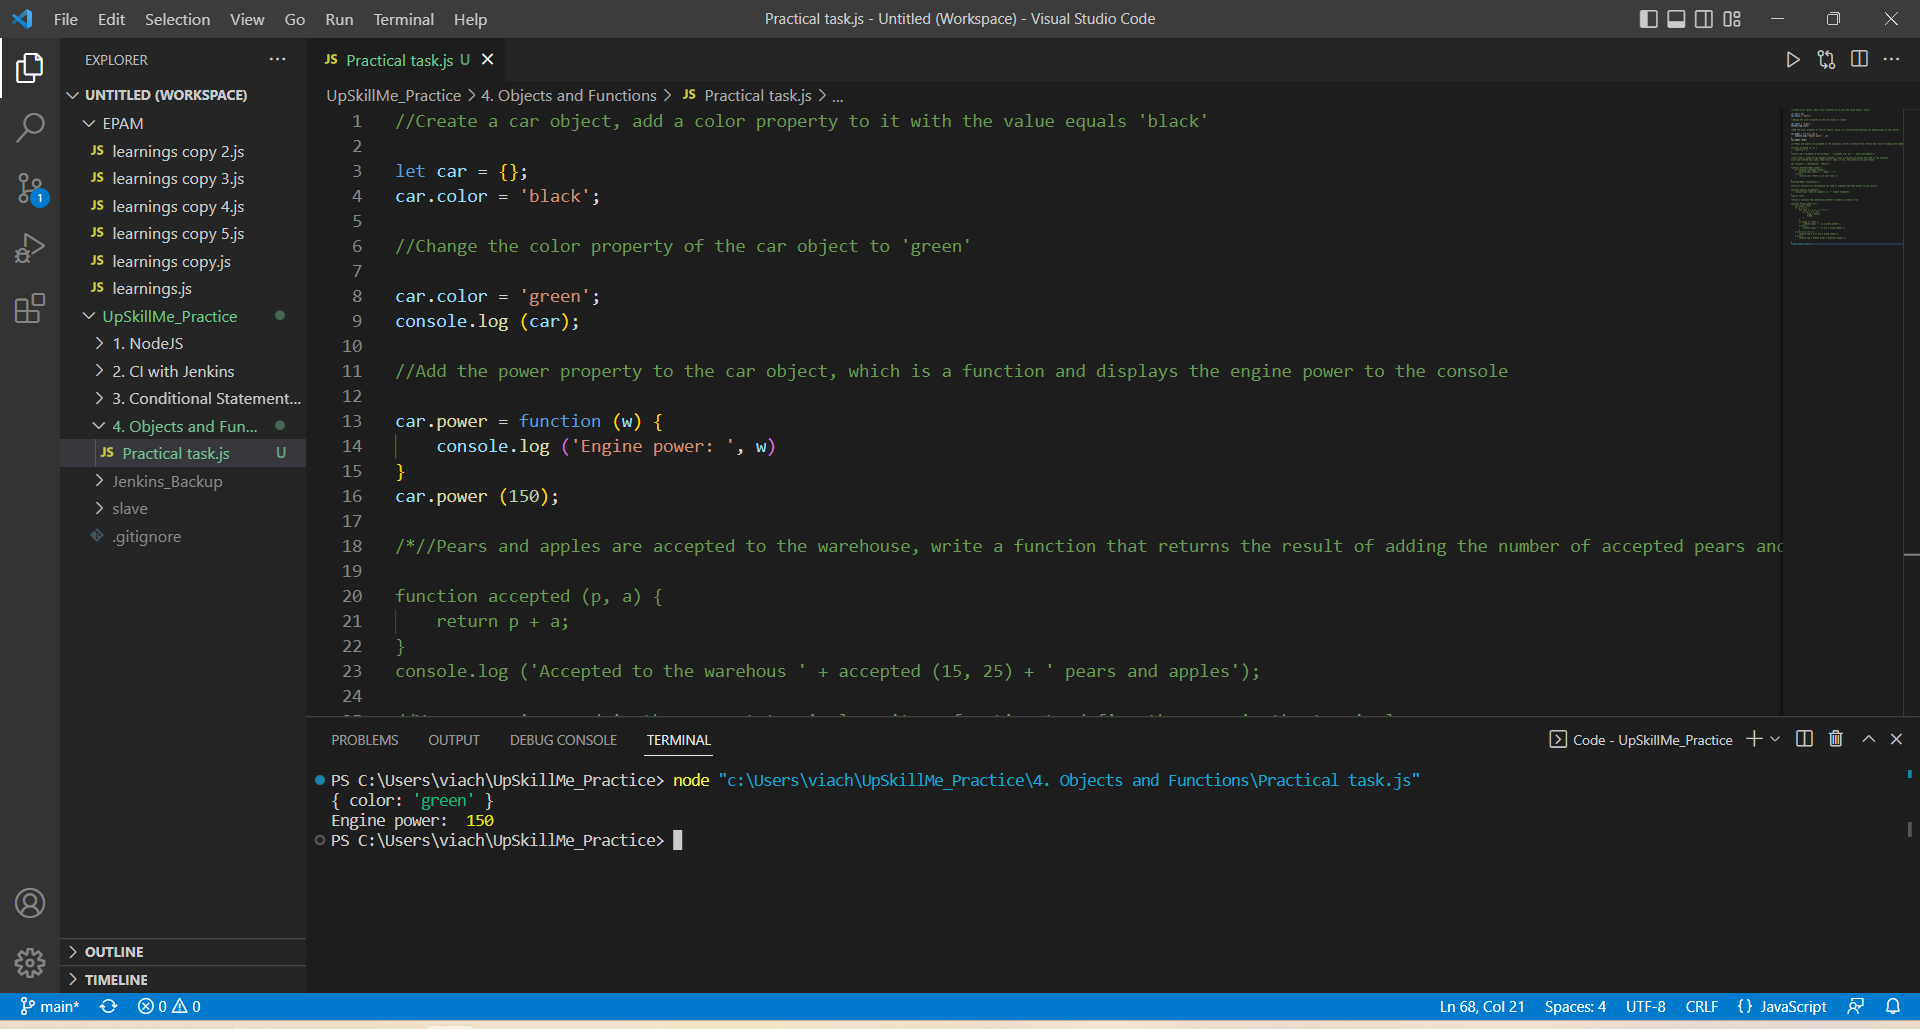 File Edit Selection View Go Run Terminal Help Practical task.js - Untitled (Workspace) - Visual Studio Code
EXPLORER
UNTITLED (WORKSPACE)
EPAM
JS learnings copy 2.js
JS learnings copy 3.js
JS learnings copy 4.js
JS learnings copy 5.js
JS learnings copy.js
JS learnings.js
UpSkillMe_Practice
1. NodeJS
2. CI with Jenkins
3. Conditional Statement...
4. Objects and Fun...
JS Practical task.js U
Jenkins_Backup
slave
.gitignore
OUTLINE
TIMELINE
1
JS Practical task.js U
UpSkillMe_Practice > 4. Objects and Functions > JS Practical task.js > ...
1 //Create a car object, add a color property to it with the value equals 'black'
2
3 let car = {};
4 car.color = 'black';
5
6 //Change the color property of the car object to 'green'
7
8 car.color = 'green';
9 console.log (car);
10
11 //Add the power property to the car object, which is a function and displays the engine power to the console
12
13 car.power = function (w) {
14 console.log ('Engine power: ', w)
15 }
16 car.power (150);
17
18 /*//Pears and apples are accepted to the warehouse, write a function that returns the result of adding the number of accepted pears and
19
20 function accepted (p, a) {
21 return p + a;
22 }
23 console.log ('Accepted to the warehous ' + accepted (15, 25) + ' pears and apples');
24
PROBLEMS OUTPUT DEBUG CONSOLE TERMINAL Code - UpSkillMe_Practice
PS C:\Users\viach\UpSkillMe_Practice> node "c:\Users\viach\UpSkillMe_Practice\4. Objects and Functions\Practical task.js"
{ color: 'green' }
Engine power:  150
PS C:\Users\viach\UpSkillMe_Practice>
main* 0 0 Ln 68, Col 21 Spaces: 4 UTF-8 CRLF {} JavaScript